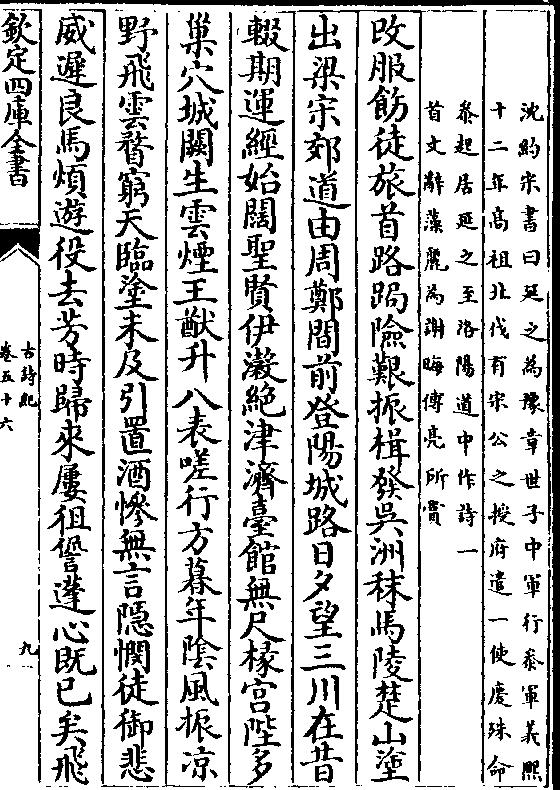 沈約宋書曰延之為豫章世子中軍行參軍義熙
十二年高祖北伐有宋公之授府遣一使慶殊命
參起居延之至洛陽道中作詩一
首文辭藻麗為謝晦傅亮所賞
改服飭徒旅首路跼險艱振楫發吳洲秣馬陵楚山塗
出梁宋郊道由周鄭間前登陽城路日夕望三川在昔
輟期運經始闊聖賢伊瀔絶津濟臺館無尺椽宫陛多
巢穴城闕生雲煙王猷升八表嗟行方暮年陰風振凉
野飛雲瞀窮天臨塗未及引置酒慘無言隱憫徒御悲
威遲良馬煩遊役去芳時歸來屢徂諐蓬心既已矣飛
欽定四庫全書
古詩紀
卷五十六
九